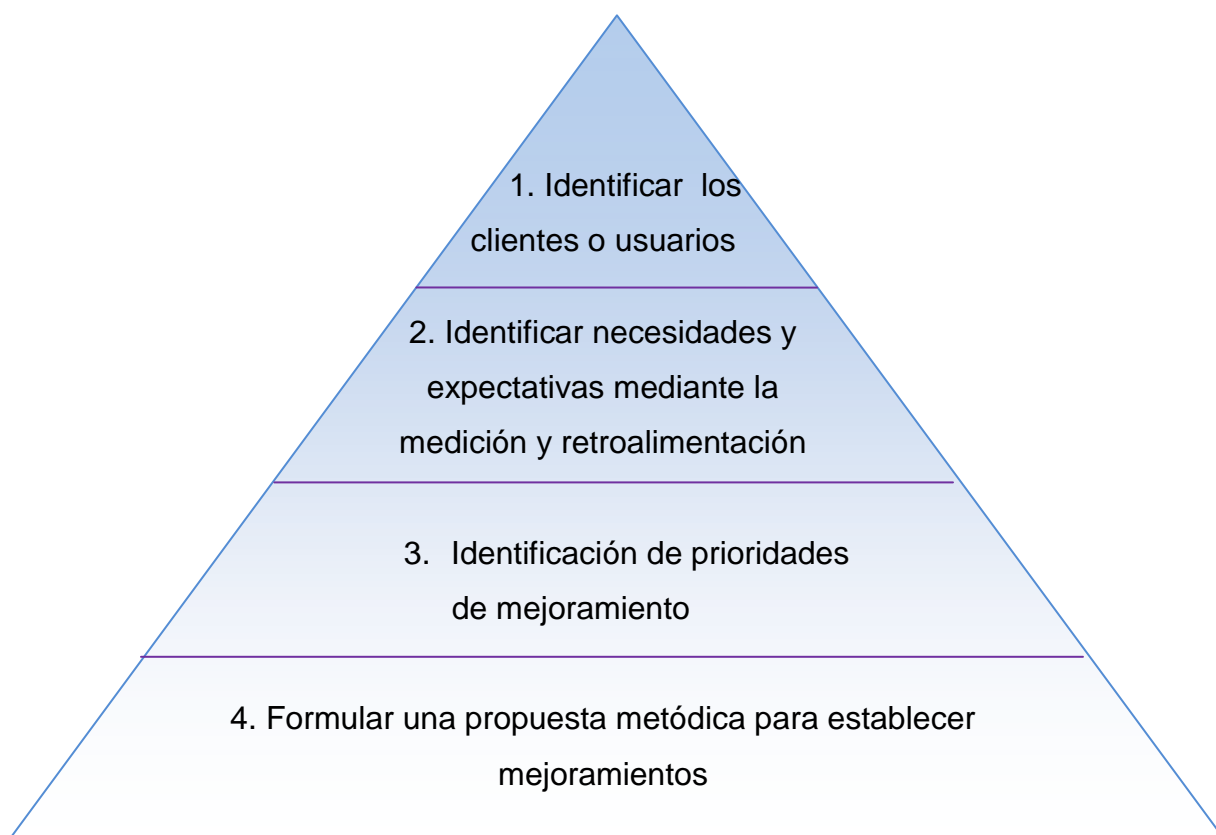 1. Identificar los
clientes o usuarios
2. Identificar necesidades y
expectativas mediante la
medición y retroalimentación
3. Identificación de prioridades
de mejoramiento
4. Formular una propuesta metódica para establecer
mejoramientos